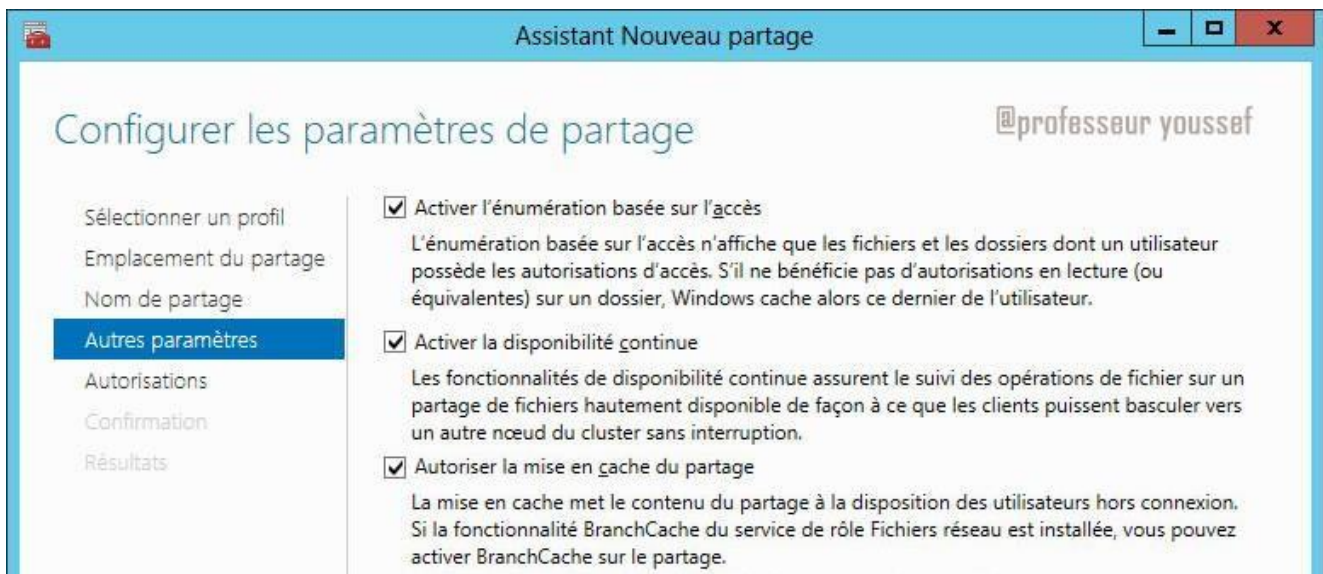 Assistant Nouveau partage
Configurer les paramètres de partage
@professeur youssef
Sélectionner un profil
Emplacement du partage
Nom de partage
Autres paramètres
Autorisations
Confirmation
Résultats
Activer l'énumération basée sur l'accès
L'énumération basée sur l'accès n'affiche que les fichiers et les dossiers dont un utilisateur
possède les autorisations d'accès. S'il ne bénéficie pas d'autorisations en lecture (ou
équivalentes) sur un dossier, Windows cache alors ce dernier de l'utilisateur.
Activer la disponibilité continue
Les fonctionnalités de disponibilité continue assurent le suivi des opérations de fichier sur un
partage de fichiers hautement disponible de façon à ce que les clients puissent basculer vers
un autre nœud du cluster sans interruption.
Autoriser la mise en cache du partage
La mise en cache met le contenu du partage à la disposition des utilisateurs hors connexion.
Si la fonctionnalité BranchCache du service de rôle Fichiers réseau est installée, vous pouvez
activer BranchCache sur le partage.